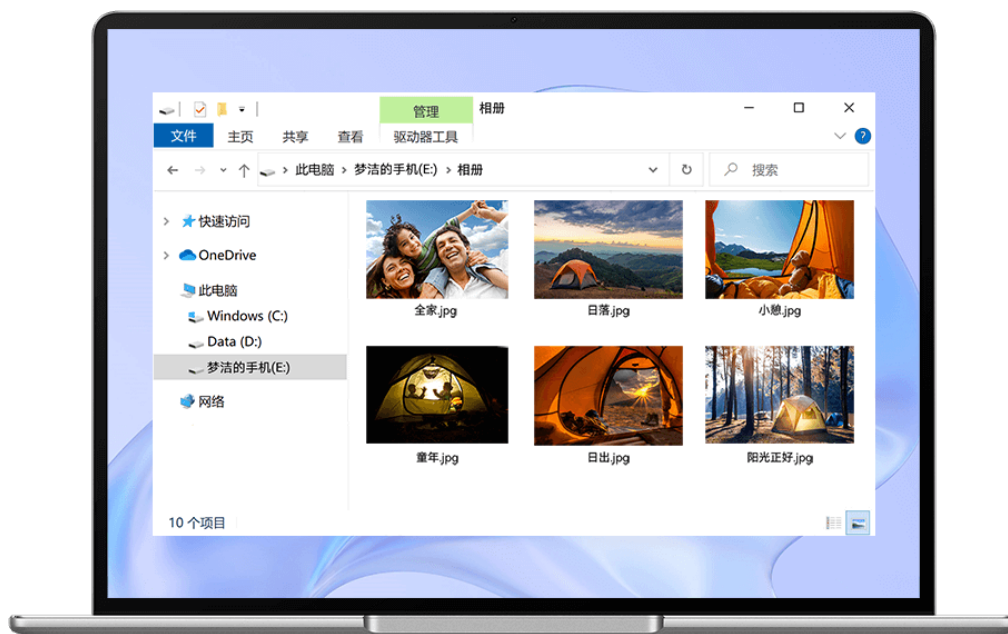 管理 相册
文件 主页 共享 查看 驱动器工具
此电脑 梦洁的手机(E:) 相册 搜索
快速访问
OneDrive
此电脑
Windows (C:)
Data (D:)
梦洁的手机(E:)
网络
全家.jpg 日落.jpg 小憩.jpg
童年.jpg 日出.jpg 阳光正好.jpg
10 个项目